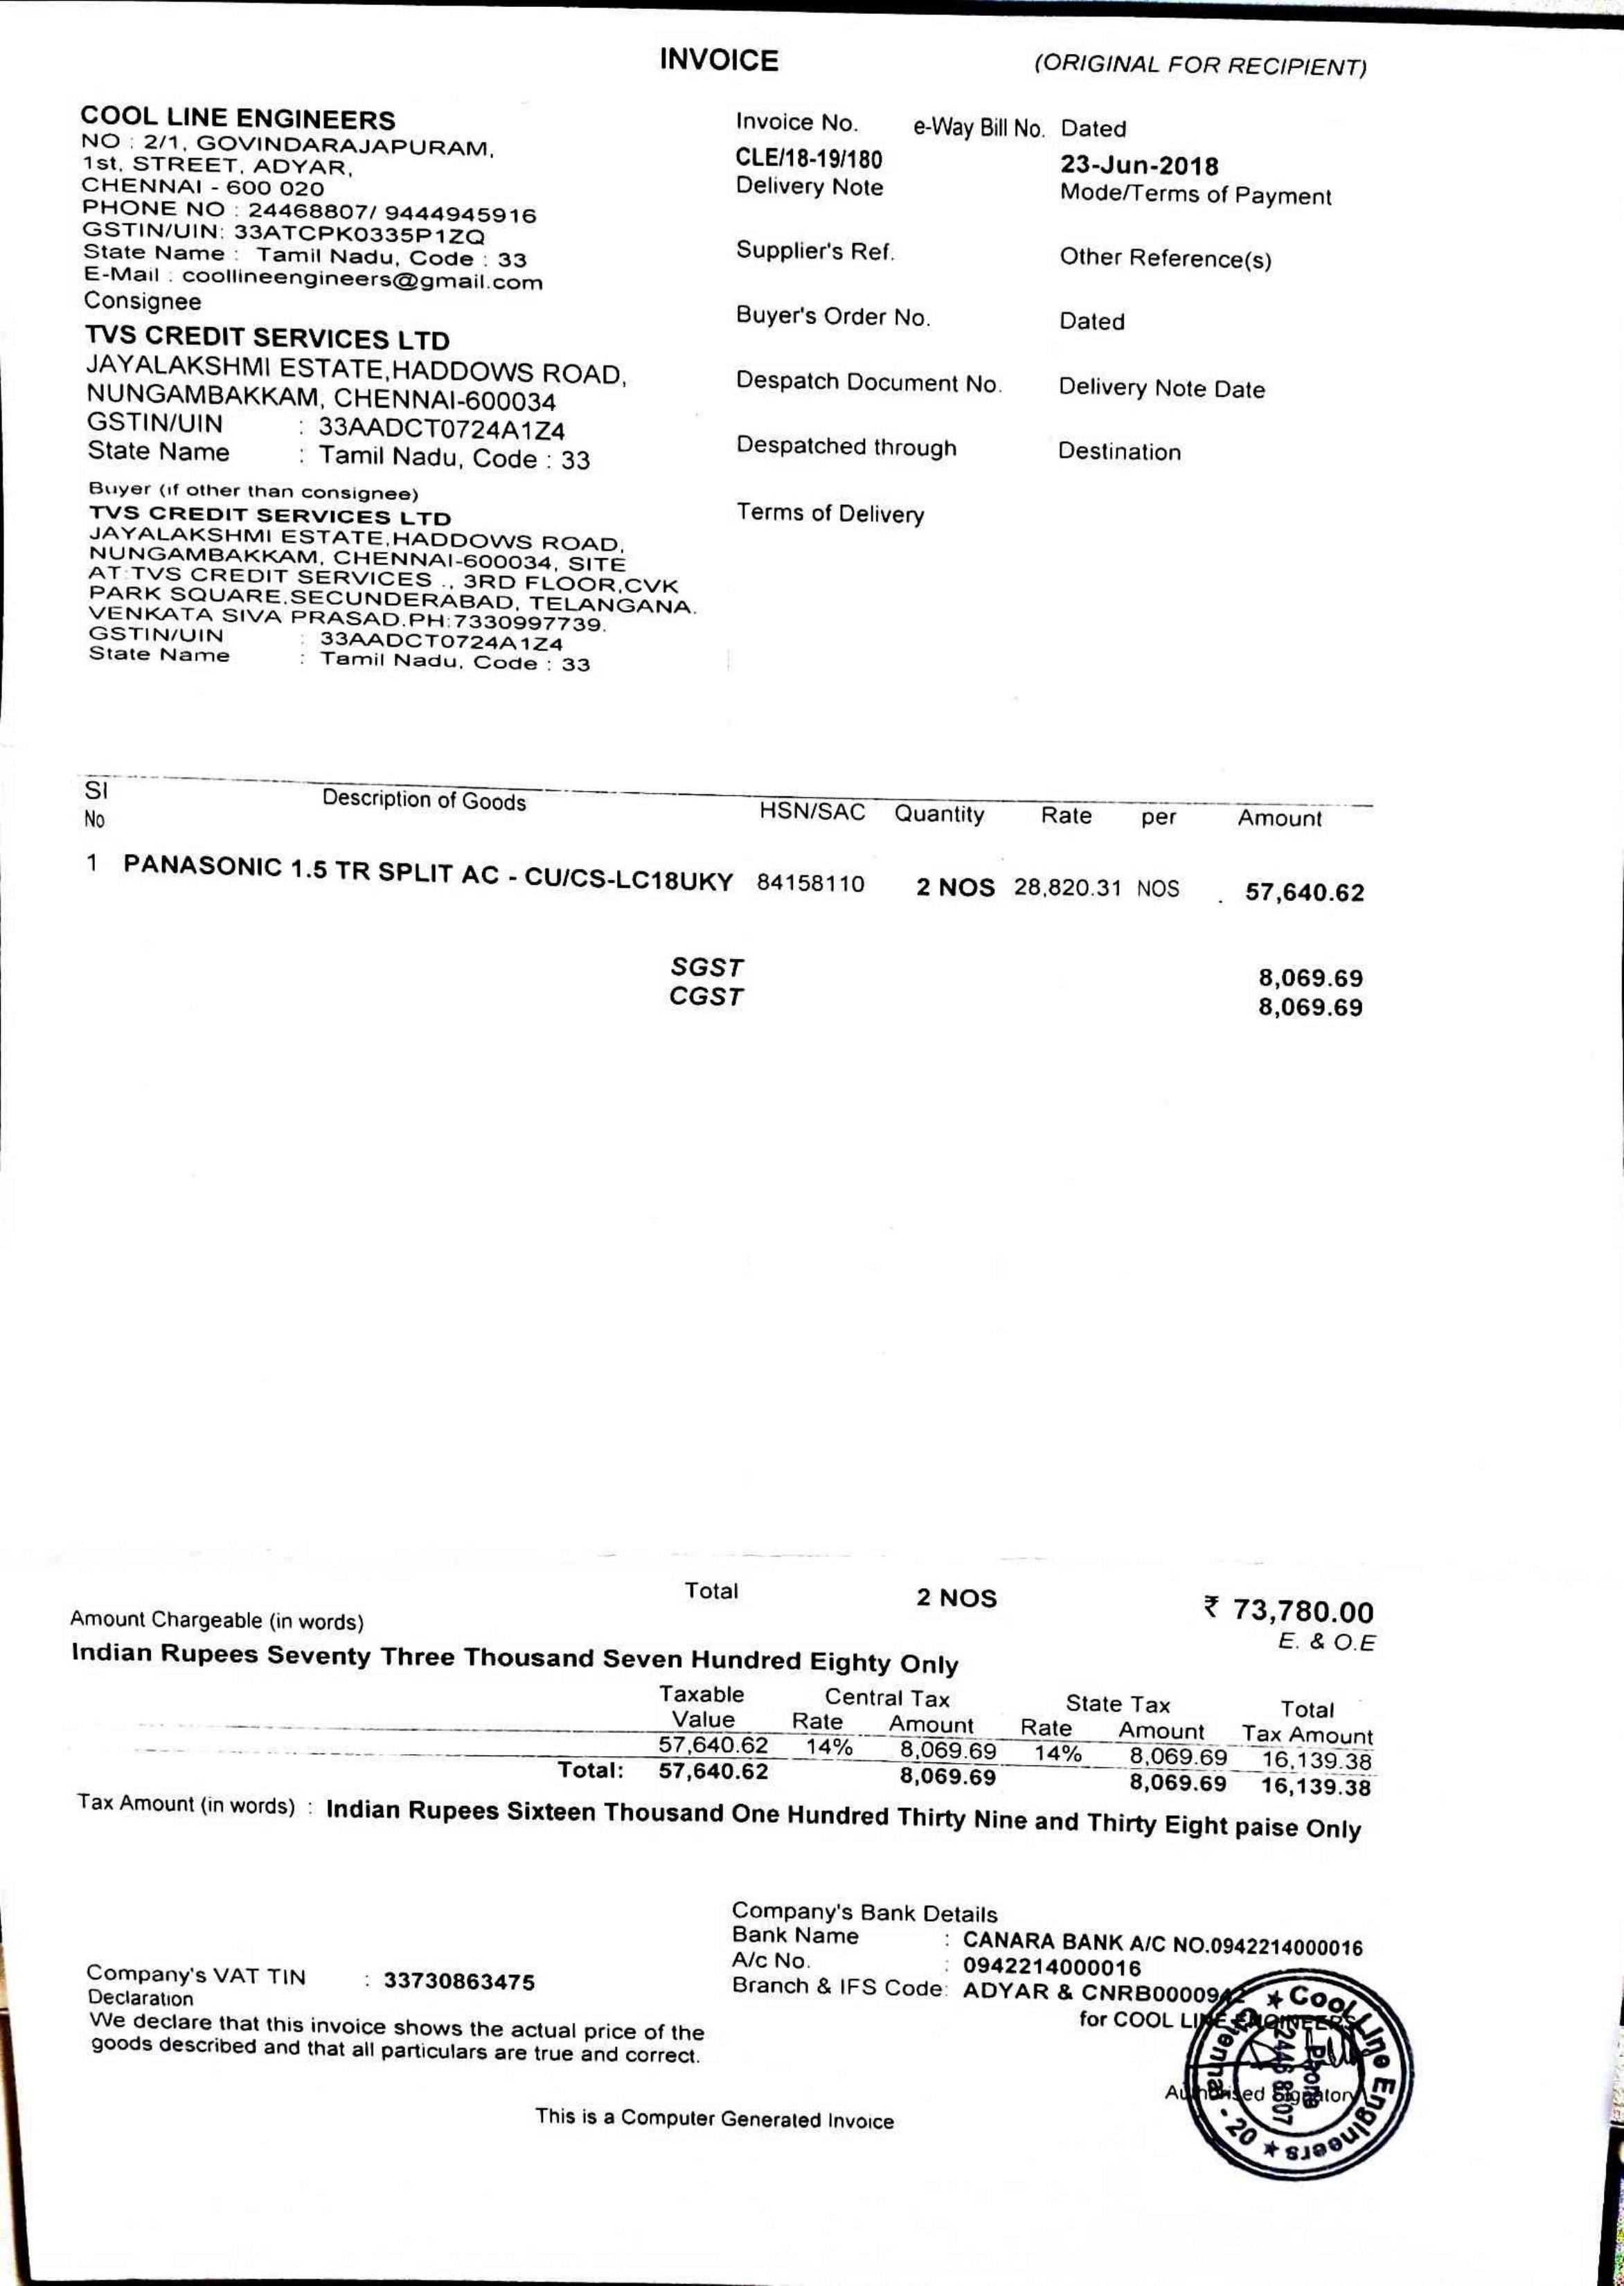 INVOICE
(ORIGINAL FOR RECIPIENT)
COOL LINE ENGINEERS
NO : 2/1, GOVINDARAJAPURAM,
1st, STREET, ADYAR,
CHENNAI - 600 020
PHONE NO : 24468807/ 9444945916
GSTIN/UIN: 33ATCPK0335P1ZQ
State Name : Tamil Nadu, Code : 33
E-Mail : coollineengineers@gmail.com
Invoice No. e-Way Bill No. Dated
CLE/18-19/180 23-Jun-2018
Delivery Note Mode/Terms of Payment
Supplier's Ref. Other Reference(s)
Consignee
TVS CREDIT SERVICES LTD
JAYALAKSHMI ESTATE,HADDOWS ROAD,
NUNGAMBAKKAM, CHENNAI-600034
GSTIN/UIN : 33AADCT0724A1Z4
State Name : Tamil Nadu, Code : 33
Buyer's Order No. Dated
Despatch Document No. Delivery Note Date
Despatched through Destination
Terms of Delivery
Buyer (if other than consignee)
TVS CREDIT SERVICES LTD
JAYALAKSHMI ESTATE,HADDOWS ROAD,
NUNGAMBAKKAM, CHENNAI-600034, SITE
AT:TVS CREDIT SERVICES ., 3RD FLOOR,CVK
PARK SQUARE,SECUNDERABAD, TELANGANA.
VENKATA SIVA PRASAD.PH:7330997739.
GSTIN/UIN : 33AADCT0724A1Z4
State Name : Tamil Nadu, Code : 33
Sl No Description of Goods HSN/SAC Quantity Rate per Amount
1 PANASONIC 1.5 TR SPLIT AC - CU/CS-LC18UKY 84158110 2 NOS 28,820.31 NOS 57,640.62
SGST 8,069.69
CGST 8,069.69
Total 2 NOS ₹ 73,780.00
Amount Chargeable (in words) E. & O.E
Indian Rupees Seventy Three Thousand Seven Hundred Eighty Only
Taxable Central Tax State Tax Total
Value Rate Amount Rate Amount Tax Amount
57,640.62 14% 8,069.69 14% 8,069.69 16,139.38
Total: 57,640.62 8,069.69 8,069.69 16,139.38
Tax Amount (in words) : Indian Rupees Sixteen Thousand One Hundred Thirty Nine and Thirty Eight paise Only
Company's Bank Details
Bank Name : CANARA BANK A/C NO.0942214000016
A/c No. : 0942214000016
Branch & IFS Code: ADYAR & CNRB0000942
Company's VAT TIN : 33730863475
Declaration
We declare that this invoice shows the actual price of the
goods described and that all particulars are true and correct.
for COOL LINE ENGINEERS
Authorised Signatory
Cool Line Engineers
Chennai - 20
Phone
2446 8807
This is a Computer Generated Invoice